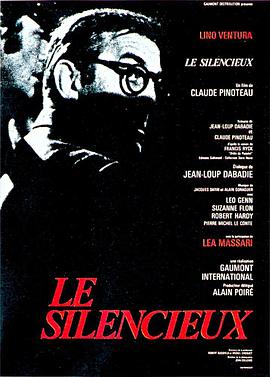 GAUMONT DISTRIBUTION présente
LINO VENTURA
LE SILENCIEUX
Un film de
CLAUDE PINOTEAU
Scénario de
JEAN-LOUP DABADIE
et
CLAUDE PINOTEAU
d'après le roman de
FRANCIS RYCK
Dialogue de
JEAN-LOUP DABADIE
Musique de
JACQUES DATIN et ALAIN GORAGUER
avec
LEO GENN
SUZANNE FLON
ROBERT HARDY
PIERRE MICHEL LE CONTE
avec la participation de
LEA MASSARI
une réalisation
GAUMONT
INTERNATIONAL
Producteur délégué
ALAIN POIRÉ
LE
SILENCIEUX